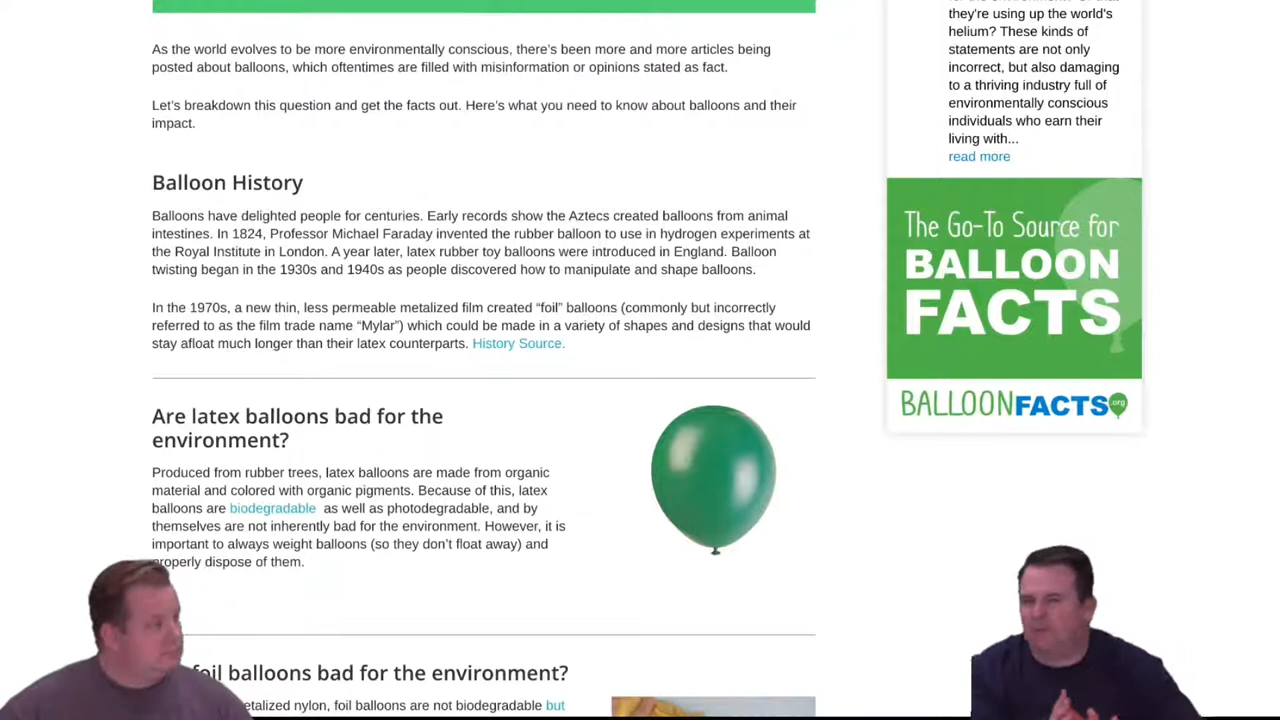 As the world evolves to be more environmentally conscious, there's been more and more articles being
posted about balloons, which oftentimes are filled with misinformation or opinions stated as fact.
Let's breakdown this question and get the facts out. Here's what you need to know about balloons and their
impact.
Balloon History
Balloons have delighted people for centuries. Early records show the Aztecs created balloons from animal
intestines. In 1824, Professor Michael Faraday invented the rubber balloon to use in hydrogen experiments at
the Royal Institute in London. A year later, latex rubber toy balloons were introduced in England. Balloon
twisting began in the 1930s and 1940s as people discovered how to manipulate and shape balloons.
In the 1970s, a new thin, less permeable metalized film created “foil” balloons (commonly but incorrectly
referred to as the film trade name “Mylar”) which could be made in a variety of shapes and designs that would
stay afloat much longer than their latex counterparts. History Source.
Are latex balloons bad for the
environment?
Produced from rubber trees, latex balloons are made from organic
material and colored with organic pigments. Because of this, latex
balloons are biodegradable as well as photodegradable, and by
themselves are not inherently bad for the environment. However, it is
important to always weight balloons (so they don't float away) and
properly dispose of them.
foil balloons bad for the environment?
etalized nylon, foil balloons are not biodegradable but
they're using up the world's
helium? These kinds of
statements are not only
incorrect, but also damaging
to a thriving industry full of
environmentally conscious
individuals who earn their
living with...
read more
The Go-To Source for
BALLOON
FACTS
BALLOONFACTS.org